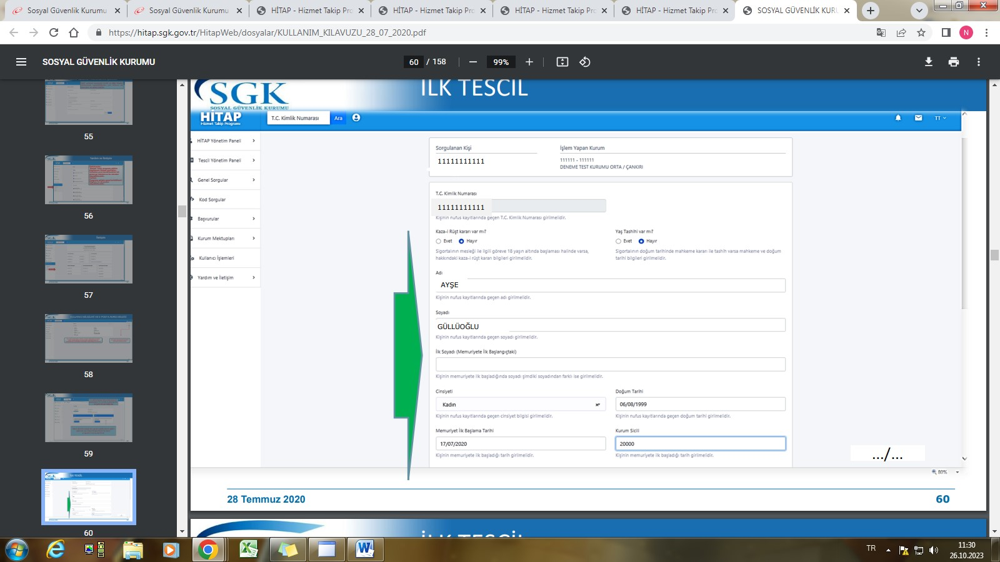 Sosyal Güvenlik Kurumu
Sosyal Güvenlik Kurumu
HİTAP - Hizmet Takip Pro
HİTAP - Hizmet Takip Pro
HİTAP - Hizmet Takip Pro
HİTAP - Hizmet Takip Pro
SOSYAL GÜVENLİK KURU
https://hitap.sgk.gov.tr/HitapWeb/dosyalar/KULLANIM_KILAVUZU_28_07_2020.pdf
N
SOSYAL GÜVENLİK KURUMU
60 / 158
99%
55
56
57
58
59
60
SGK
SOSYAL GÜVENLİK KURUMU
İLK TESCİL
HİTAP
Hizmet Takip Programı
T.C. Kimlik Numarası
Ara
TT
HİTAP Yönetim Paneli
Tescil Yönetim Paneli
Genel Sorgular
Kod Sorgular
Başvurular
Kurum Mektupları
Kullanıcı İşlemleri
Yardım ve İletişim
Sorgulanan Kişi
11111111111
İşlem Yapan Kurum
111111 - 111111
DENEME TEST KURUMU ORTA / ÇANKIRI
T.C. Kimlik Numarası
11111111111
Kişinin nufus kayıtlarında geçen T.C. Kimlik Numarası girilmelidir.
Kaza-i Rüşt kararı var mı?
Evet Hayır
Sigortalının mesleği ile ilgili göreve 18 yaşın altında başlaması halinde varsa,
hakkındaki kaza-i rüşt kararı bilgileri girilmelidir.
Yaş Tashihi var mı?
Evet Hayır
Sigortalının doğum tarihinde mahkeme kararı ile tashih varsa mahkeme ve doğum
tarihi bilgileri girilmelidir.
Adı
AYŞE
Kişinin nufus kayıtlarında geçen adı girilmelidir.
Soyadı
GÜLLÜOĞLU
Kişinin nufus kayıtlarında geçen soyadı girilmelidir.
İlk Soyadı (Memuriyete İlk Başlangıçtaki)
Kişinin memuriyete ilk başladığında soyadı şimdiki soyadından farklı ise girilmelidir.
Cinsiyeti
Kadın
Kişinin nufus kayıtlarında geçen cinsiyet bilgisi girilmelidir.
Doğum Tarihi
06/08/1999
Kişinin nufus kayıtlarında geçen doğum tarihi girilmelidir.
Memuriyet İlk Başlama Tarihi
17/07/2020
Kişinin memuriyete ilk başladığı tarih girilmelidir.
Kurum Sicili
20000
Kişinin memuriyete ilk başladığı tarih girilmelidir.
.../...
80%
28 Temmuz 2020
60
İLK TESCİL
TR
11:30
26.10.2023